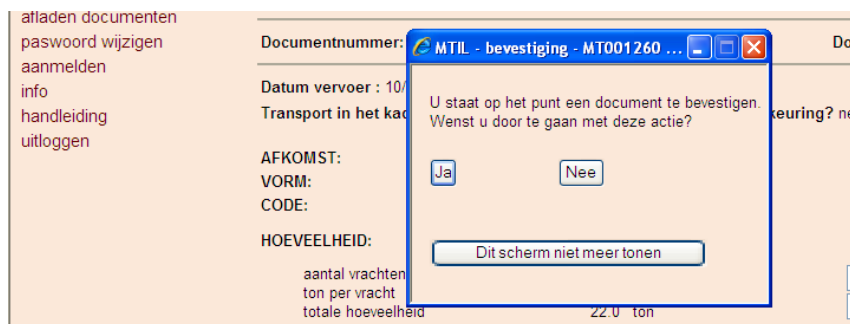 afladen documenten
paswoord wijzigen
aanmelden
info
handleiding
uitloggen
Documentnummer:
Do
Datum vervoer : 10/
Transport in het kad
keuring? ne
AFKOMST:
VORM:
CODE:
HOEVEELHEID:
aantal vrachten
ton per vracht
totale hoeveelheid 22.0 ton
MTIL - bevestiging - MT001260 ...
U staat op het punt een document te bevestigen.
Wenst u door te gaan met deze actie?
Ja Nee
Dit scherm niet meer tonen